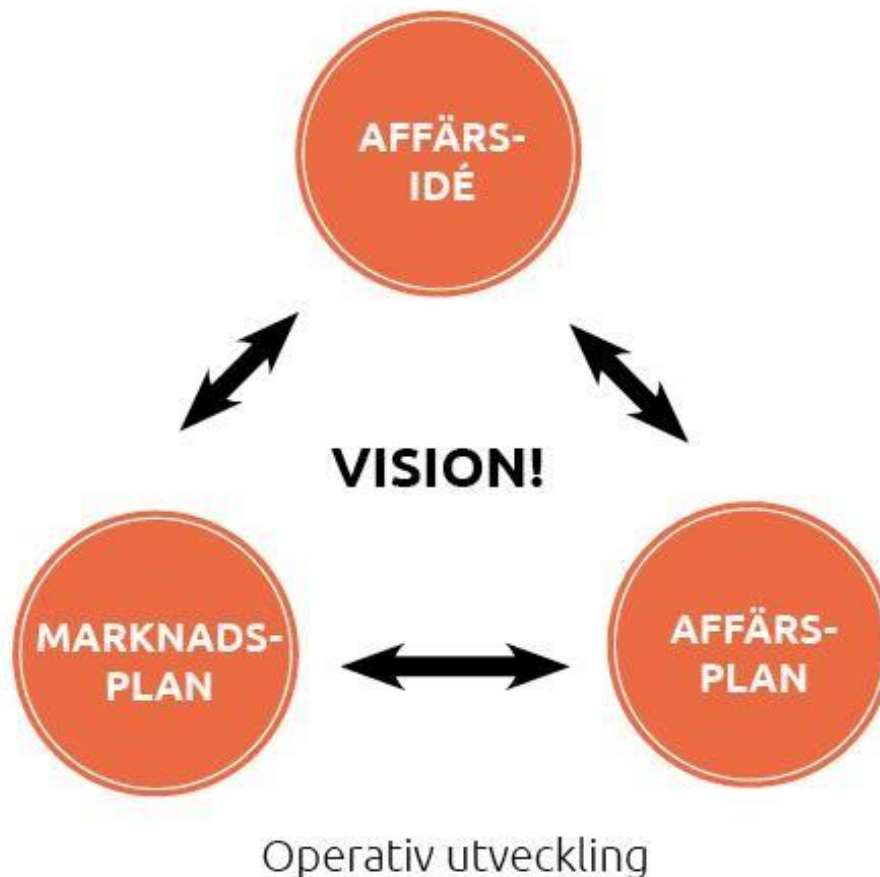 AFFÄRS-
IDÉ
VISION!
MARKNADS-
PLAN
AFFÄRS-
PLAN
Operativ utveckling